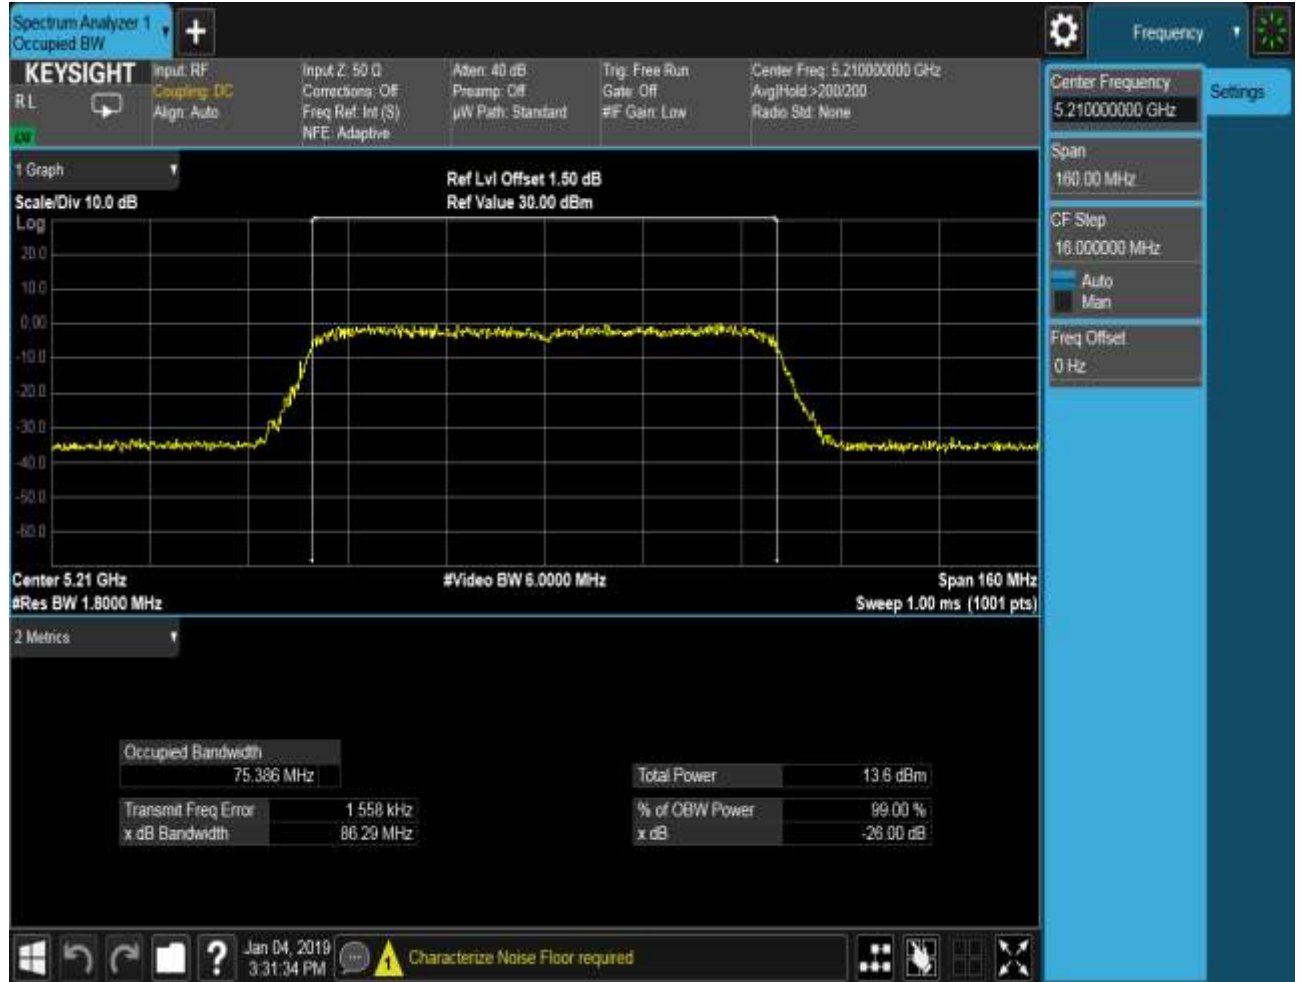 Spectrum Analyzer 1
Occupied BW
Frequency
KEYSIGHT
R L
Input: RF
Coupling: DC
Align: Auto
Input Z: 50 Ω
Corrections: Off
Freq Ref: Int (S)
NFE: Adaptive
Atten: 40 dB
Preamp: Off
µW Path: Standard
Trig: Free Run
Gate: Off
#IF Gain: Low
Center Freq: 5.210000000 GHz
Avg|Hold:>200/200
Radio Std: None
Center Frequency
5.210000000 GHz
Settings
Span
160.00 MHz
CF Step
16.000000 MHz
Auto
Man
Freq Offset
0 Hz
1 Graph
Scale/Div 10.0 dB
Ref Lvl Offset 1.50 dB
Ref Value 30.00 dBm
Log
20.0
10.0
0.00
-10.0
-20.0
-30.0
-40.0
-50.0
-60.0
Center 5.21 GHz
#Video BW 6.0000 MHz
Span 160 MHz
#Res BW 1.8000 MHz
Sweep 1.00 ms (1001 pts)
2 Metrics
Occupied Bandwidth
75.386 MHz
Transmit Freq Error 1.558 kHz
x dB Bandwidth 86.29 MHz
Total Power 13.6 dBm
% of OBW Power 99.00 %
x dB -26.00 dB
?
Jan 04, 2019
3:31:34 PM
1
Characterize Noise Floor required